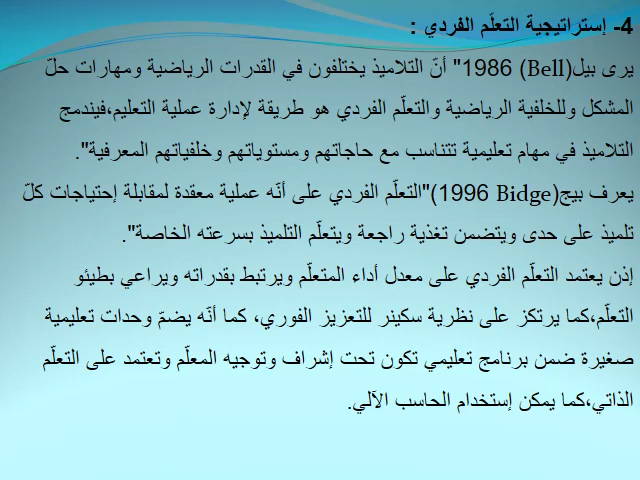 4- إستراتيجية التعلّم الفردي :
يرى بيل(Bell) 1986" أنّ التلاميذ يختلفون في القدرات الرياضية ومهارات حلّ
المشكل وللخلفية الرياضية والتعلّم الفردي هو طريقة لإدارة عملية التعليم،فيندمج
التلاميذ في مهام تعليمية تتناسب مع حاجاتهم ومستوياتهم وخلفياتهم المعرفية".
يعرف بيج(Bidge 1996)"التعلّم الفردي على أنّه عملية معقدة لمقابلة إحتياجات كلّ
تلميذ على حدى ويتضمن تغذية راجعة ويتعلّم التلميذ بسرعته الخاصة".
إذن يعتمد التعلّم الفردي على معدل أداء المتعلّم ويرتبط بقدراته ويراعي بطيئو
التعلّم،كما يرتكز على نظرية سكينر للتعزيز الفوري، كما أنّه يضمّ وحدات تعليمية
صغيرة ضمن برنامج تعليمي تكون تحت إشراف وتوجيه المعلّم وتعتمد على التعلّم
الذاتي،كما يمكن إستخدام الحاسب الآلي.